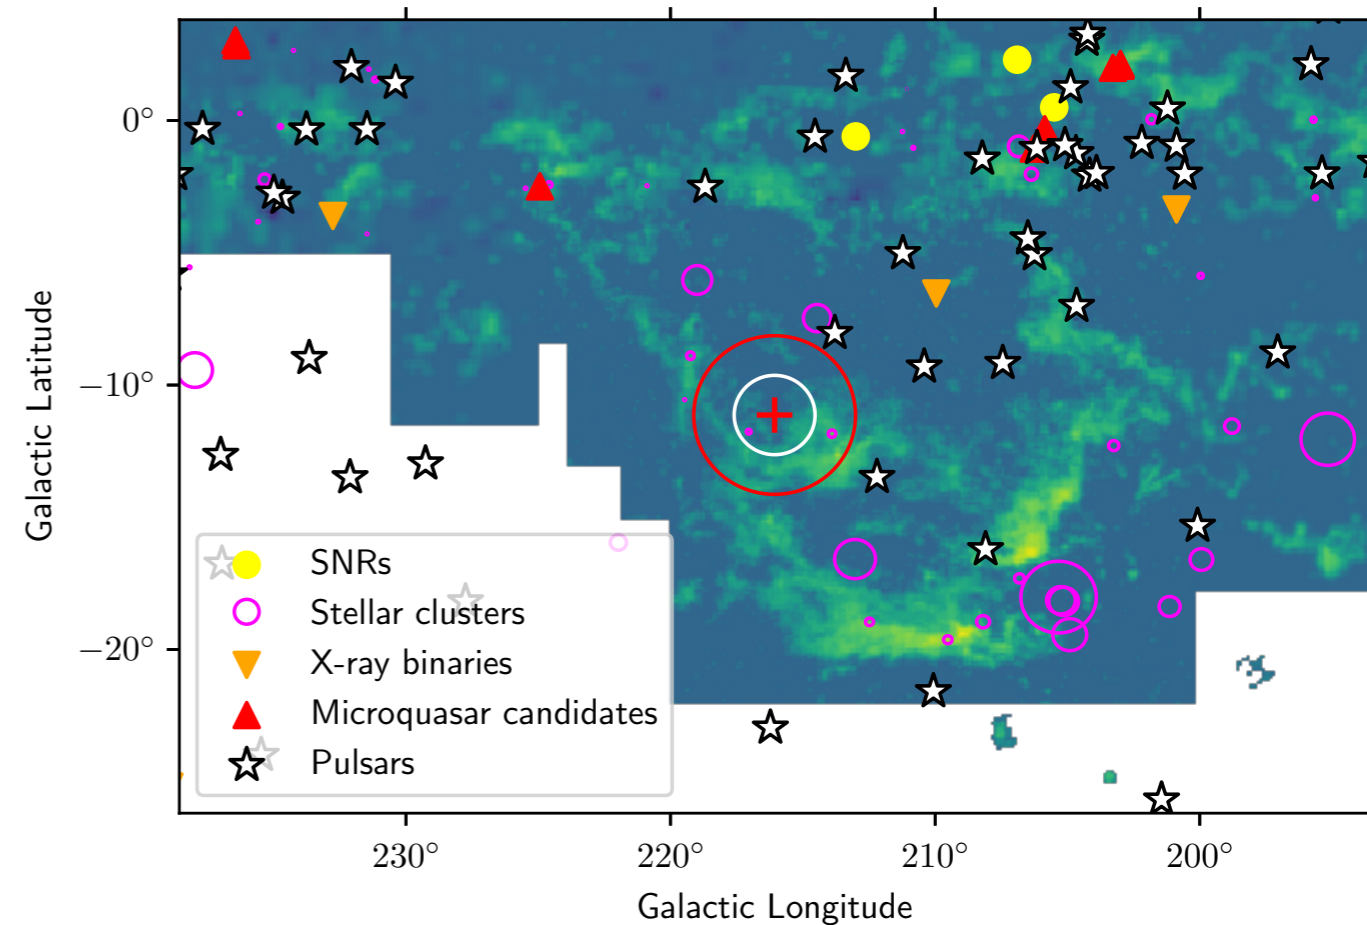 0°
−10°
−20°
Galactic Latitude
SNRs
Stellar clusters
X-ray binaries
Microquasar candidates
Pulsars
230°
220°
210°
200°
Galactic Longitude